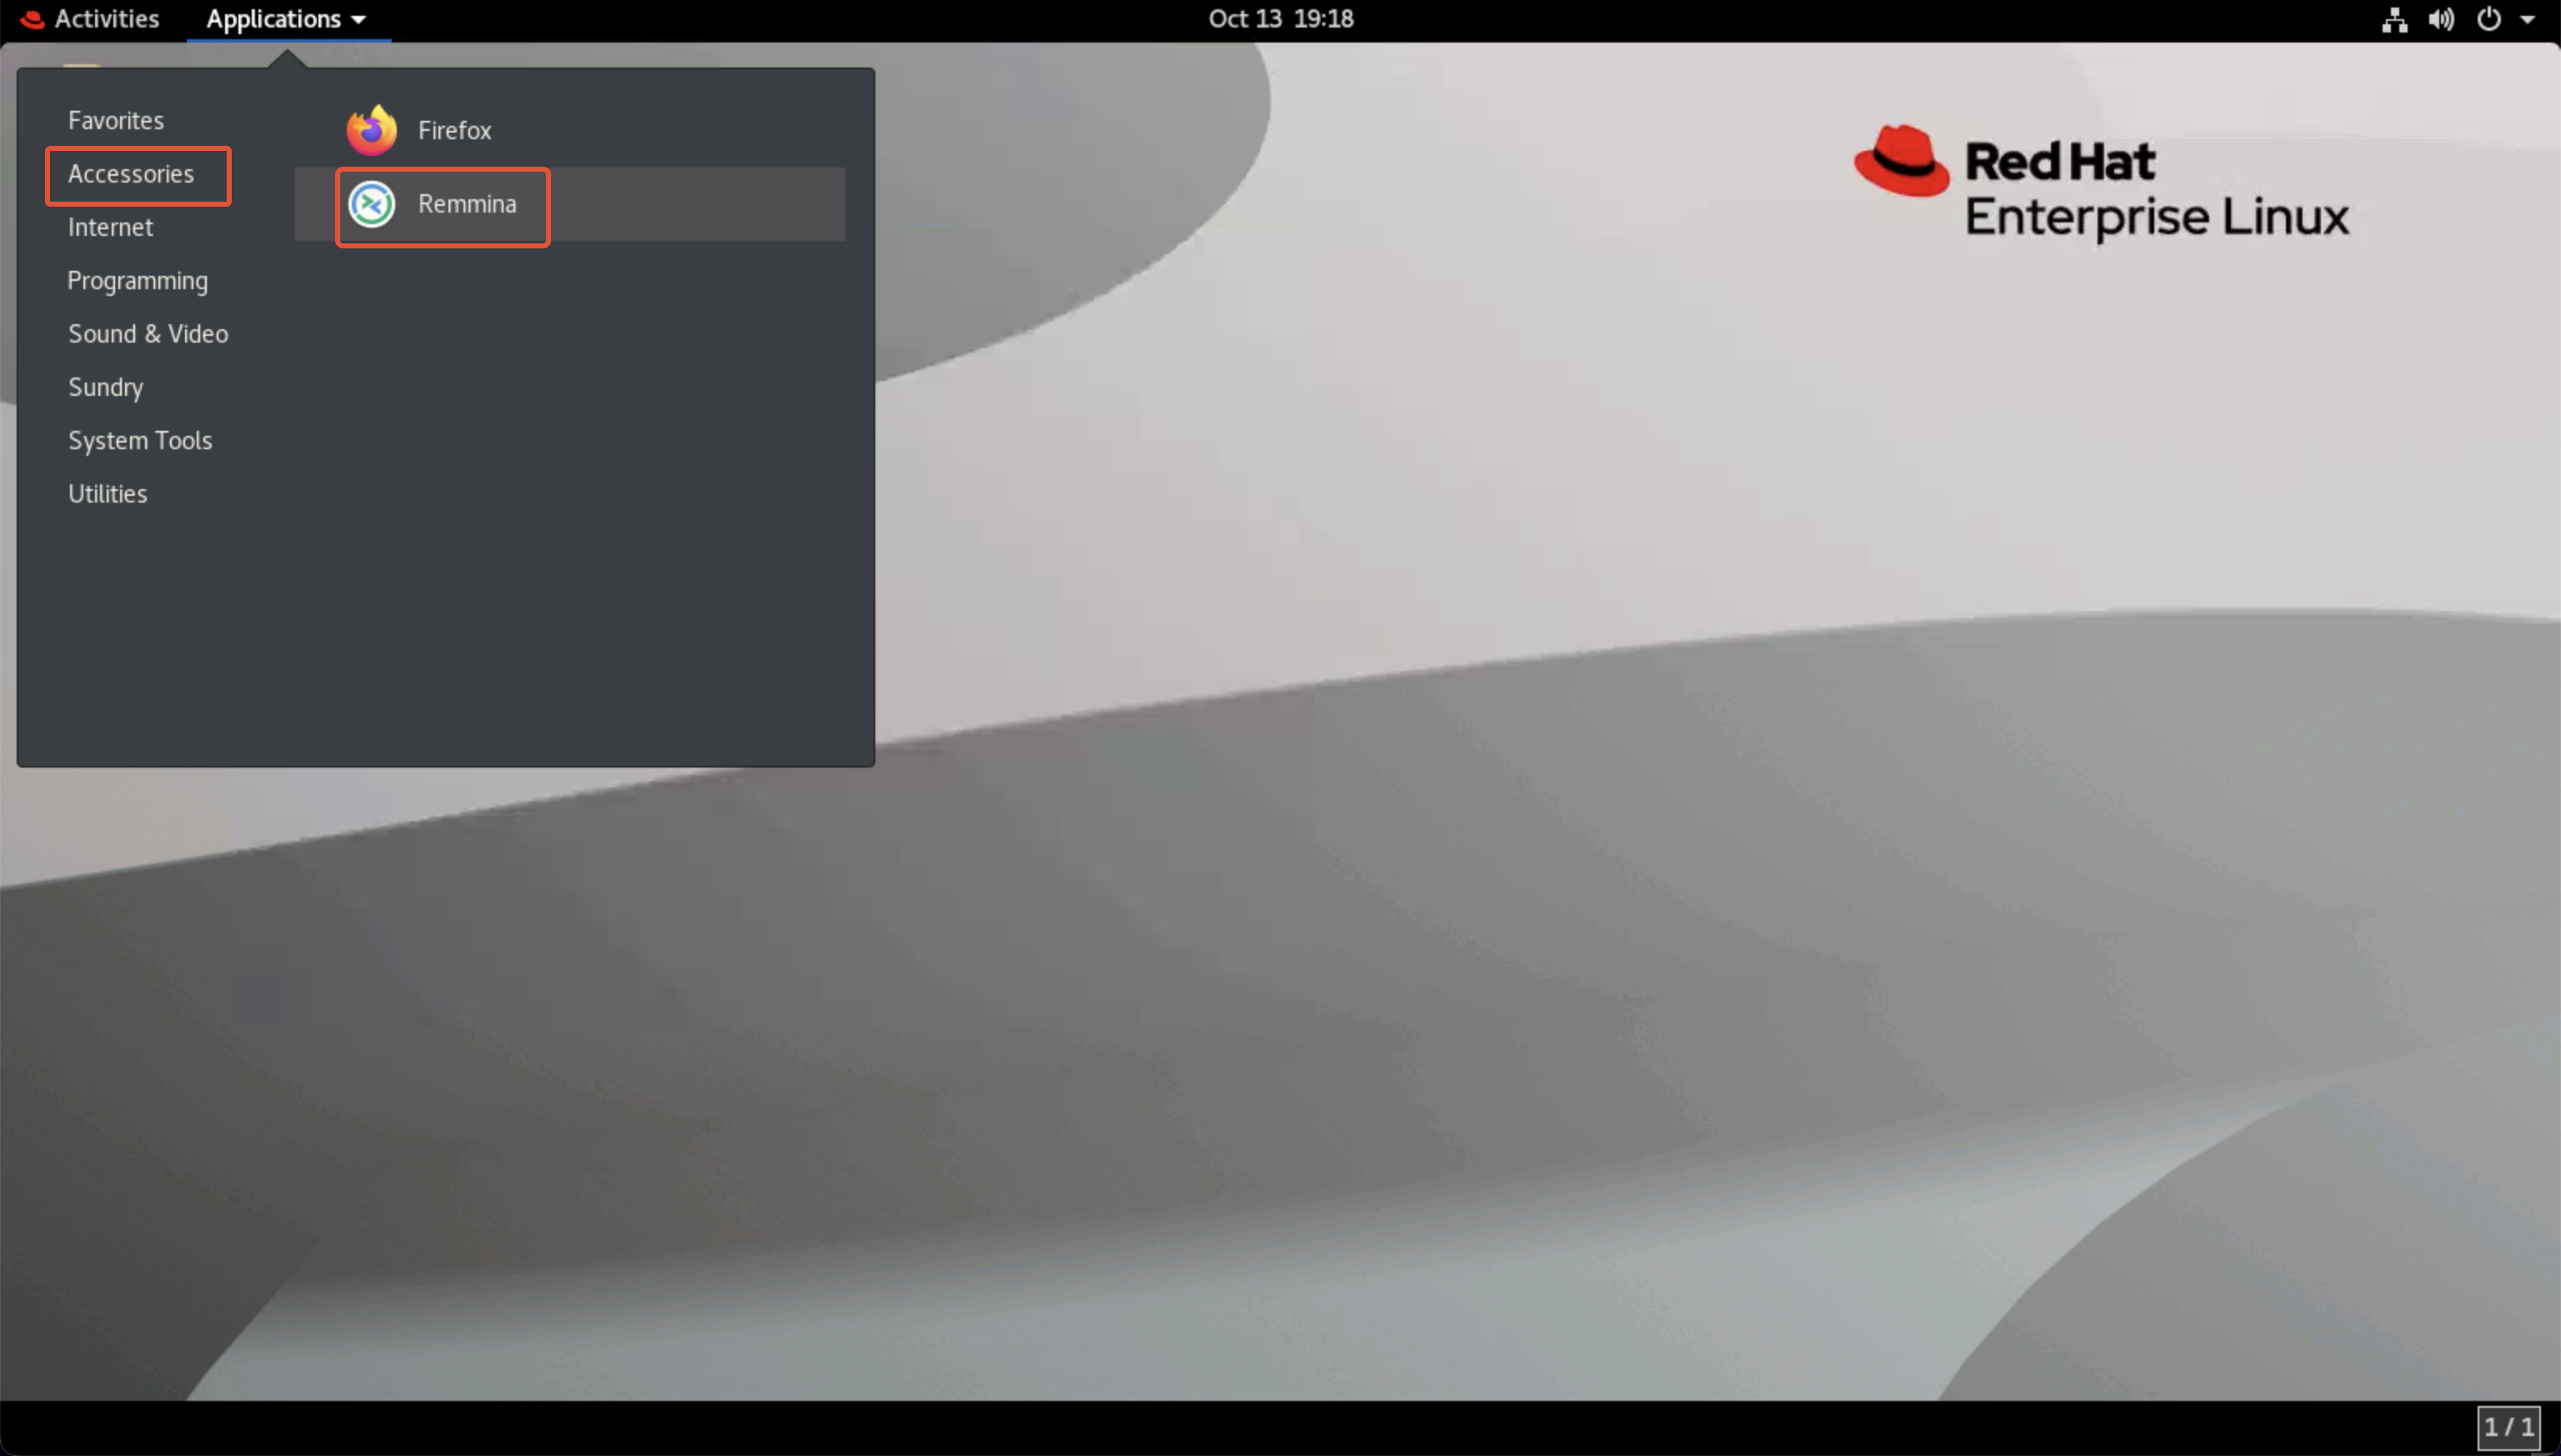 Activities Applications Oct 13 19:18
Favorites
Accessories
Internet
Programming
Sound & Video
Sundry
System Tools
Utilities
Firefox
Remmina
Red Hat
Enterprise Linux
1 / 1